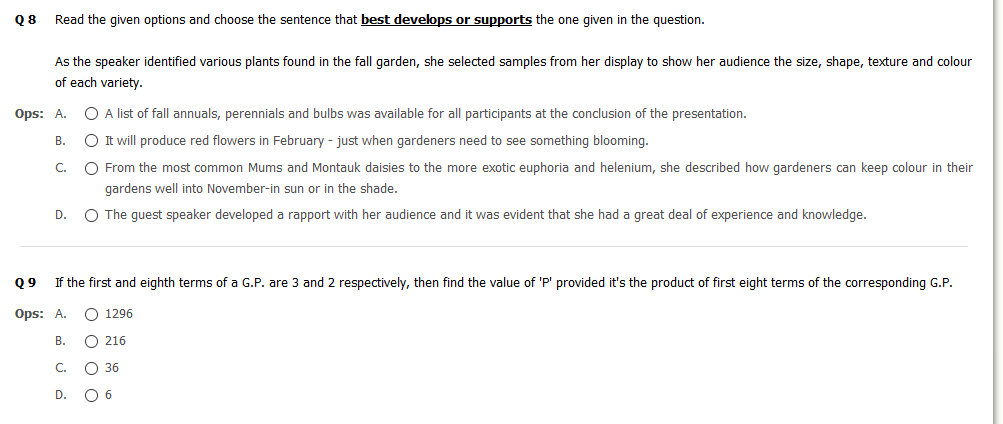 Q 8 Read the given options and choose the sentence that best develops or supports the one given in the question.
As the speaker identified various plants found in the fall garden, she selected samples from her display to show her audience the size, shape, texture and colour
of each variety.
Ops: A. A list of fall annuals, perennials and bulbs was available for all participants at the conclusion of the presentation.
B. It will produce red flowers in February - just when gardeners need to see something blooming.
C. From the most common Mums and Montauk daisies to the more exotic euphoria and helenium, she described how gardeners can keep colour in their
gardens well into November-in sun or in the shade.
D. The guest speaker developed a rapport with her audience and it was evident that she had a great deal of experience and knowledge.
Q 9 If the first and eighth terms of a G.P. are 3 and 2 respectively, then find the value of 'P' provided it's the product of first eight terms of the corresponding G.P.
Ops: A. 1296
B. 216
C. 36
D. 6